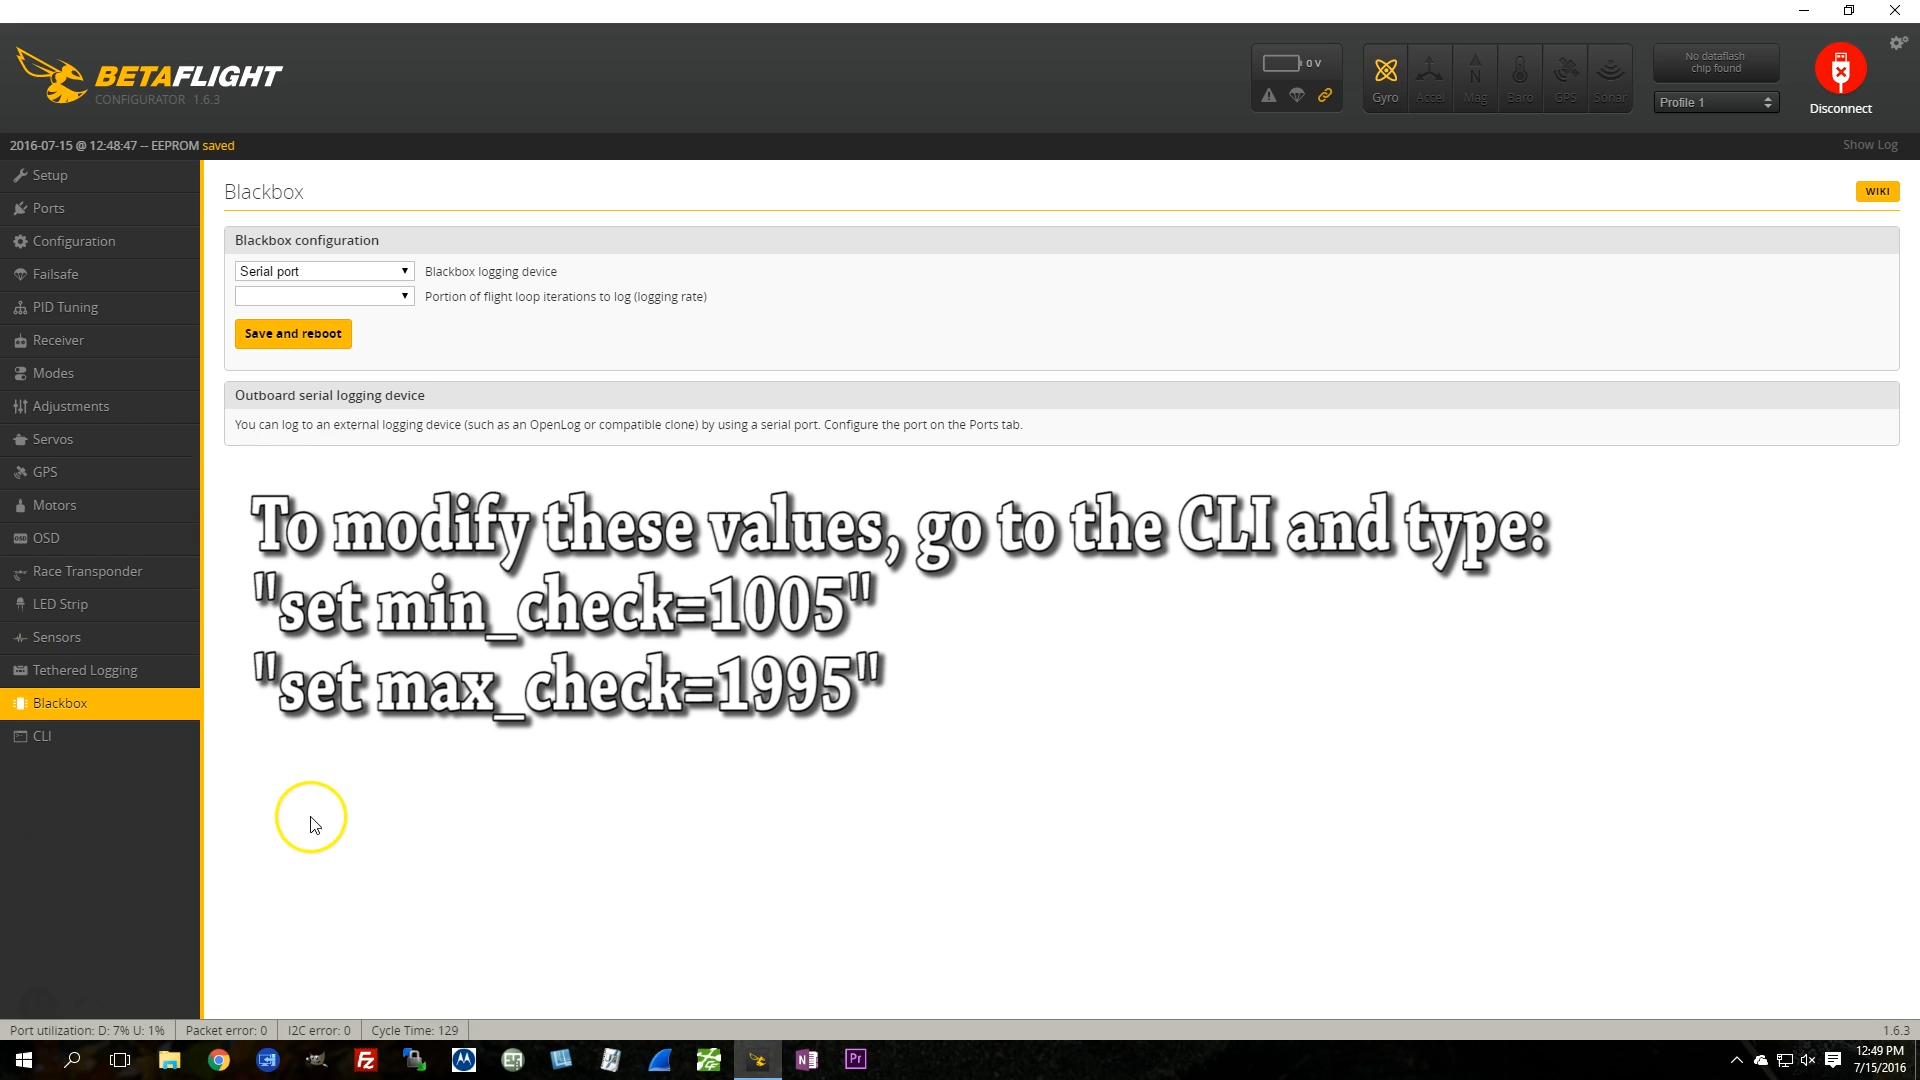 BETAFLIGHT
CONFIGURATOR 1.6.3
0 V
Gyro
Accel
Mag
Baro
GPS
Sonar
No dataflash
chip found
Profile 1
Disconnect
2016-07-15 @ 12:48:47 -- EEPROM saved
Show Log
Setup
Ports
Configuration
Failsafe
PID Tuning
Receiver
Modes
Adjustments
Servos
GPS
Motors
OSD
Race Transponder
LED Strip
Sensors
Tethered Logging
Blackbox
CLI
Blackbox
WIKI
Blackbox configuration
Serial port
Blackbox logging device
Portion of flight loop iterations to log (logging rate)
Save and reboot
Outboard serial logging device
You can log to an external logging device (such as an OpenLog or compatible clone) by using a serial port. Configure the port on the Ports tab.
To modify these values, go to the CLI and type:
"set min_check=1005"
"set max_check=1995"
Port utilization: D: 7% U: 1%
Packet error: 0
I2C error: 0
Cycle Time: 129
1.6.3
12:49 PM
7/15/2016